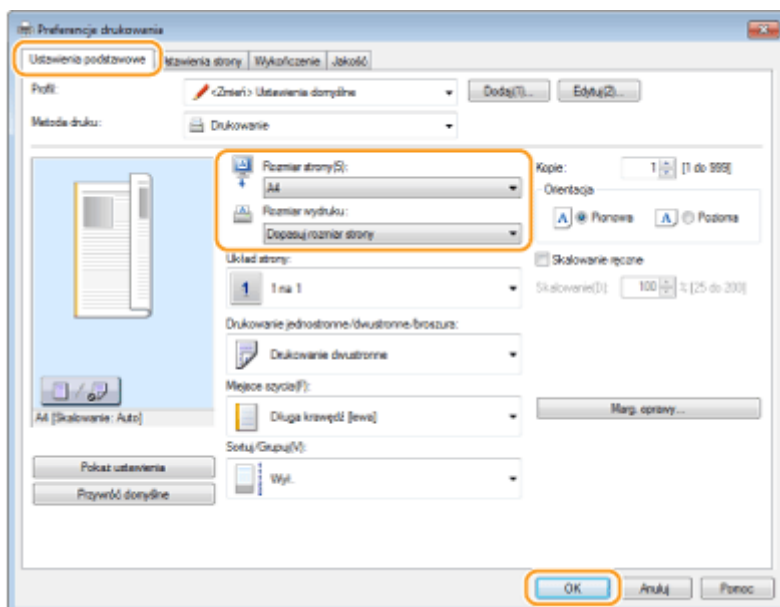 Preferencje drukowania
Ustawienia podstawowe
Ustawienia strony
Wykończenie
Jakość
Profil:
<Zmień> Ustawienia domyślne
Dodaj(1)...
Edytuj(2)...
Metoda druku:
Drukowanie
Rozmiar strony(S):
A4
Rozmiar wydruku:
Dopasuj rozmiar strony
Kopie:
1 [1 do 999]
Orientacja
A Pionowa
A Pozioma
Układ strony:
1 1 na 1
Skalowanie ręczne
Skalowanie(D): 100 % [25 do 200]
Drukowanie jednostronne/dwustronne/broszura:
Drukowanie dwustronne
Miejsce szycia(F):
Długa krawędź [lewa]
Marg. oprawy...
A4 [Skalowanie: Auto]
Sortuj/Grupuj(V):
Wył.
Pokaż ustawienia
Przywróć domyślne
OK
Anuluj
Pomoc